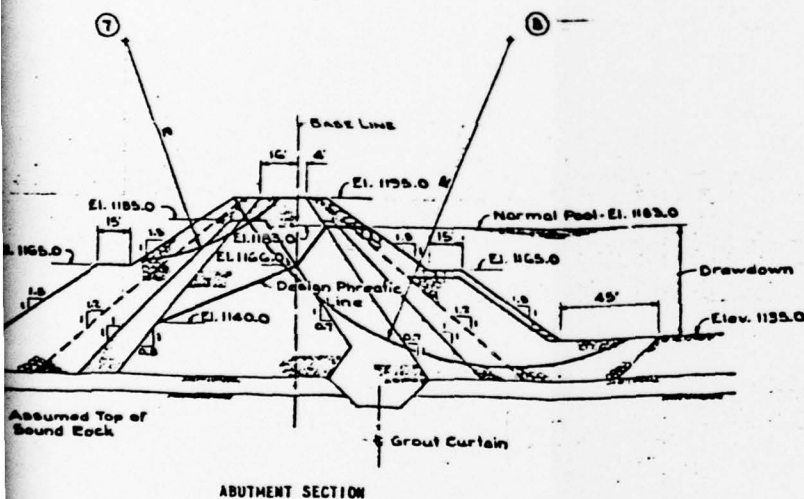 7
8
BASE LINE
16'
4'
R
R
El. 1195.0
El. 1185.0
Normal Pool-El. 1183.0
15'
1.5
1
El. 1183.0
1.5
15'
El. 1165.0
El. 1166.0
El. 1165.0
Design Phreatic
Line
Drawdown
1.5
1
1.2
1
1
El. 1140.0
0.7
1
0.7
1
1.2
1
45'
Elev. 1135.0
Assumed Top of
Sound Rock
Grout Curtain
ABUTMENT SECTION